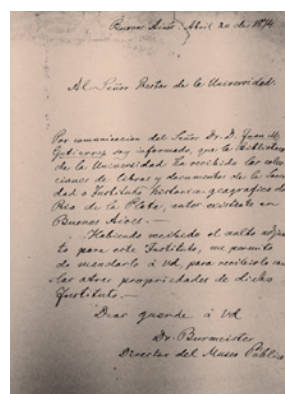 Buenos Aires, Abril 20 de 1874
Al Señor Rector de la Universidad.
Por comunicacion del Señor Dr. D. Juan M.
Gutierrez soy informado, que la Biblioteca
de la Universidad ha recibido las colec-
ciones de libros y documentos de la Socie-
dad o Instituto historico-geografico del
Rio de la Plata, antes existente en
Buenos Aires.—
Habiendo recibido el sello
para este Instituto, me permito
de mandarlo á Vd, para recibirlo con
las otras propiedades de dicho
Instituto.—
Dios guarde á Vd
Dr. Burmeister
Director del Museo Público